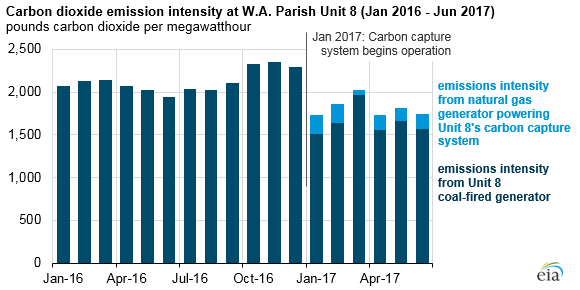 Carbon dioxide emission intensity at W.A. Parish Unit 8 (Jan 2016 - Jun 2017)
pounds carbon dioxide per megawatthour
Jan 2017: Carbon capture
system begins operation
2,500
2,000
1,500
1,000
500
0
Jan-16
Apr-16
Jul-16
Oct-16
Jan-17
Apr-17
emissions intensity
from natural gas
generator powering
Unit 8's carbon capture
system
emissions intensity
from Unit 8
coal-fired generator
eia